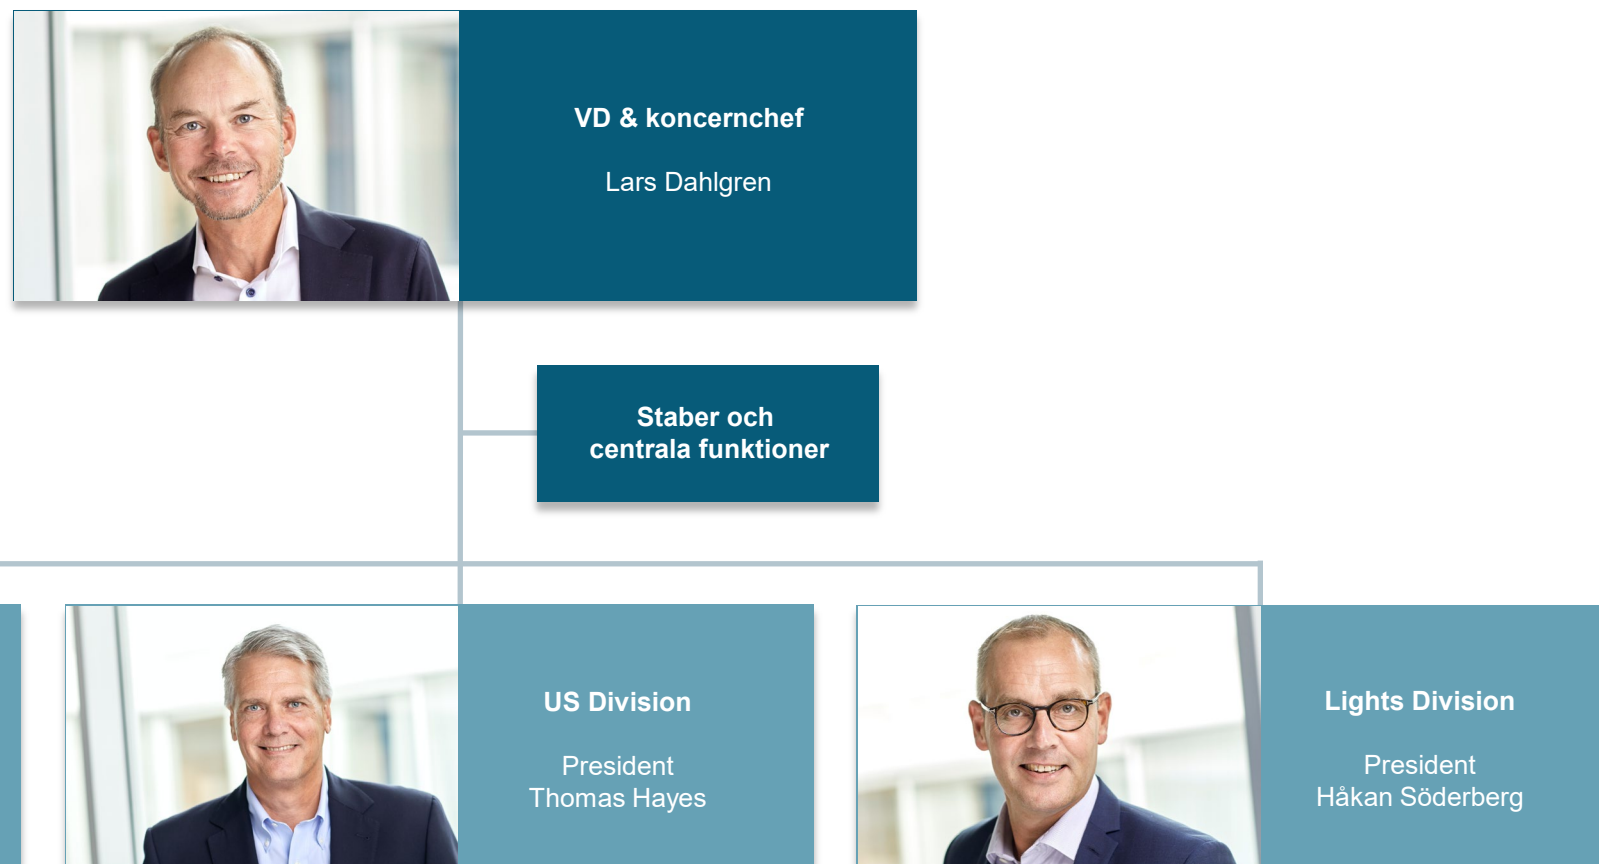 VD & koncernchef
Lars Dahlgren
Staber och
centrala funktioner
US Division
President
Thomas Hayes
Lights Division
President
Håkan Söderberg